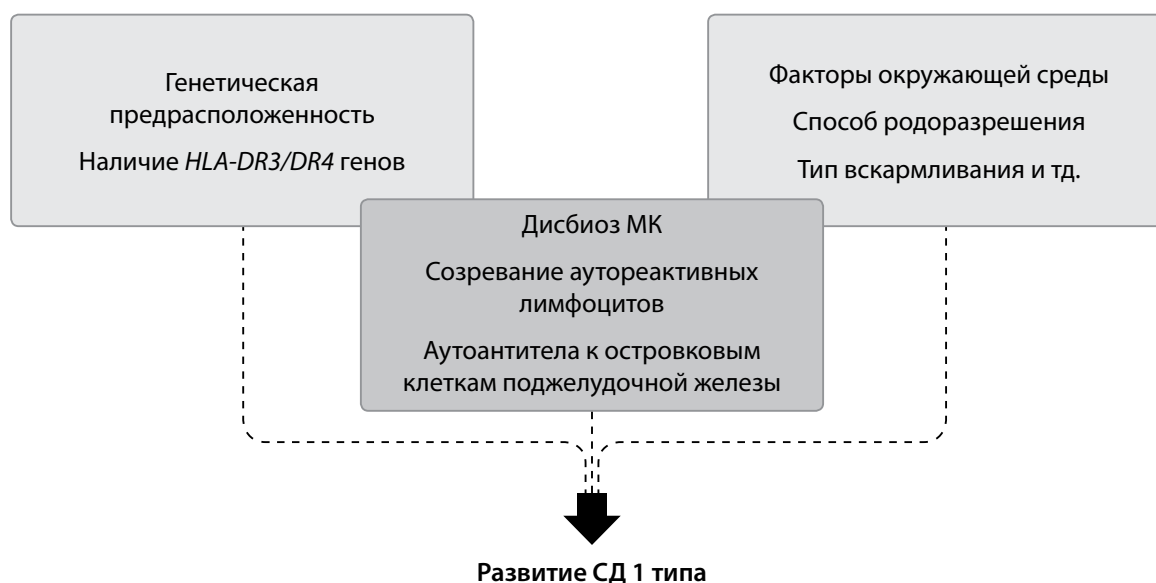 Генетическая
предрасположенность
Наличие HLA-DR3/DR4 генов
Факторы окружающей среды
Способ родоразрешения
Тип вскармливания и тд.
Дисбиоз МК
Созревание аутореактивных
лимфоцитов
Аутоантитела к островковым
клеткам поджелудочной железы
Развитие СД 1 типа